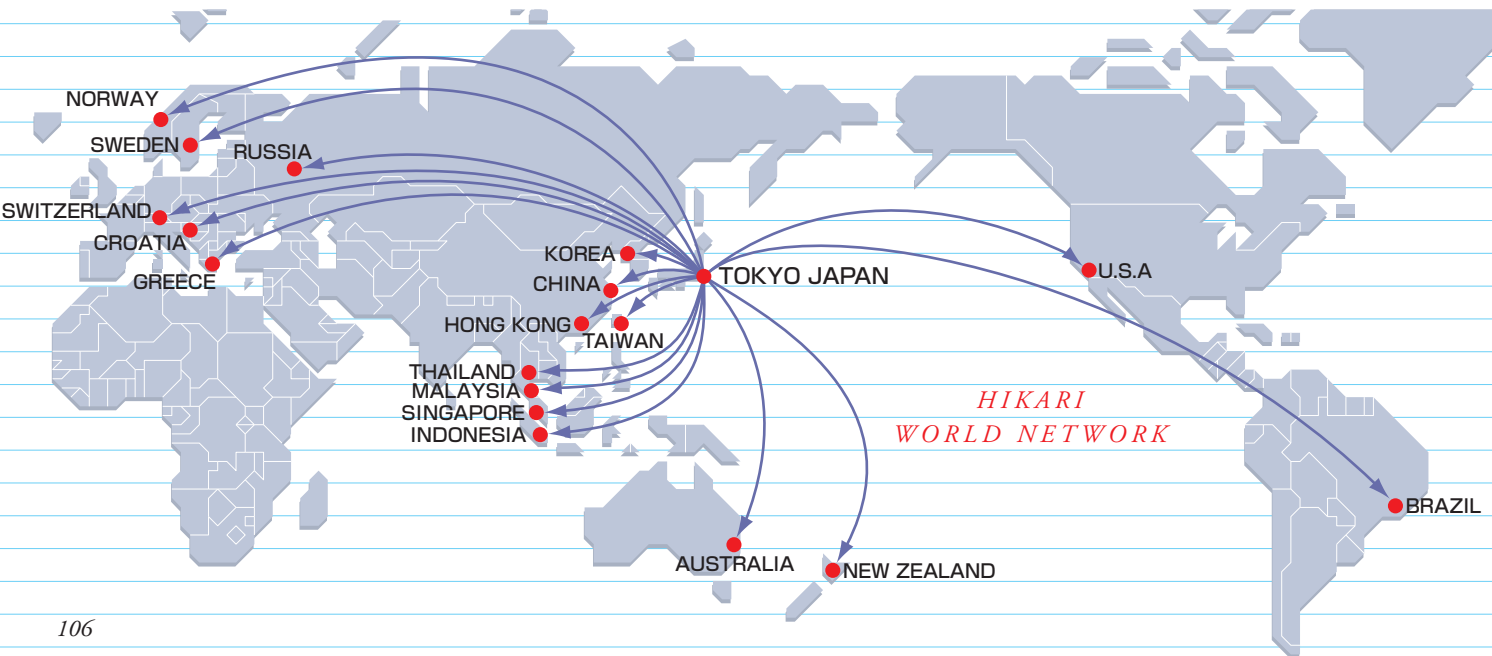 NORWAY
SWEDEN
RUSSIA
SWITZERLAND
CROATIA
GREECE
KOREA
CHINA
HONG KONG
TAIWAN
THAILAND
MALAYSIA
SINGAPORE
INDONESIA
TOKYO JAPAN
U.S.A
HIKARI
WORLD NETWORK
BRAZIL
AUSTRALIA
NEW ZEALAND
106